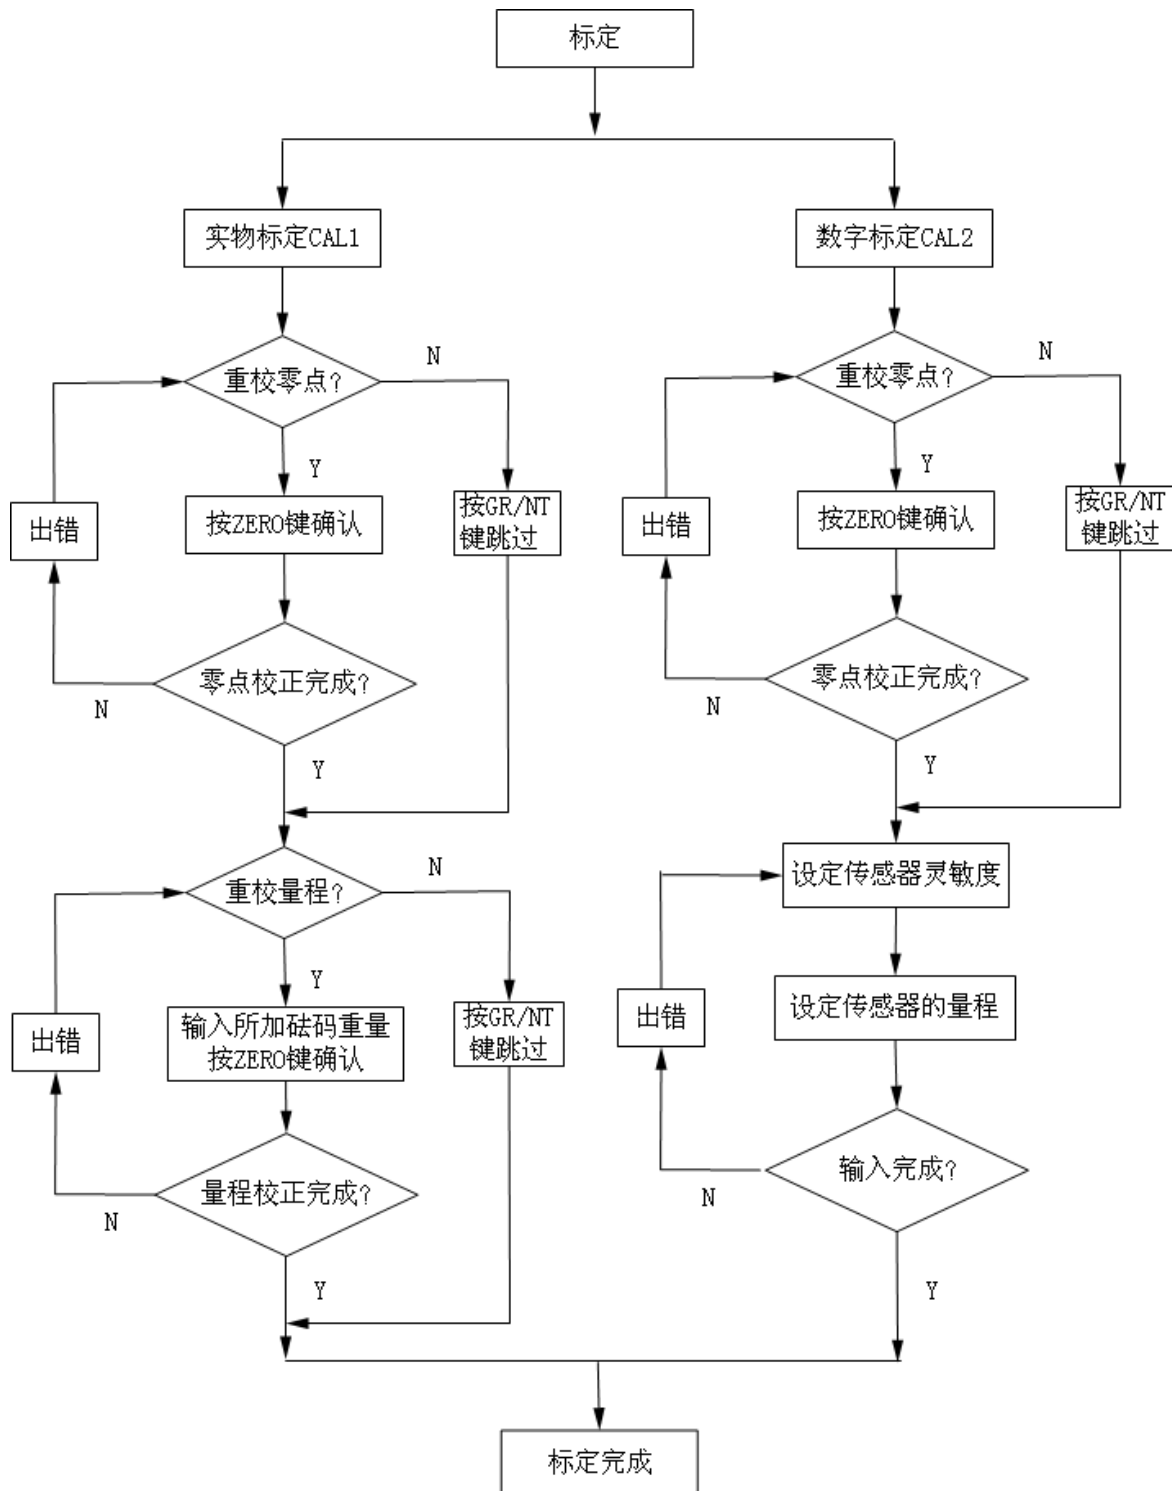 标定
实物标定CAL1
数字标定CAL2
重校零点?
N
Y
出错
按ZERO键确认
按GR/NT
键跳过
零点校正完成?
N
Y
重校量程?
N
Y
出错
输入所加砝码重量
按ZERO键确认
按GR/NT
键跳过
量程校正完成?
N
Y
重校零点?
N
Y
出错
按ZERO键确认
按GR/NT
键跳过
零点校正完成?
N
Y
设定传感器灵敏度
设定传感器的量程
出错
输入完成?
N
Y
标定完成